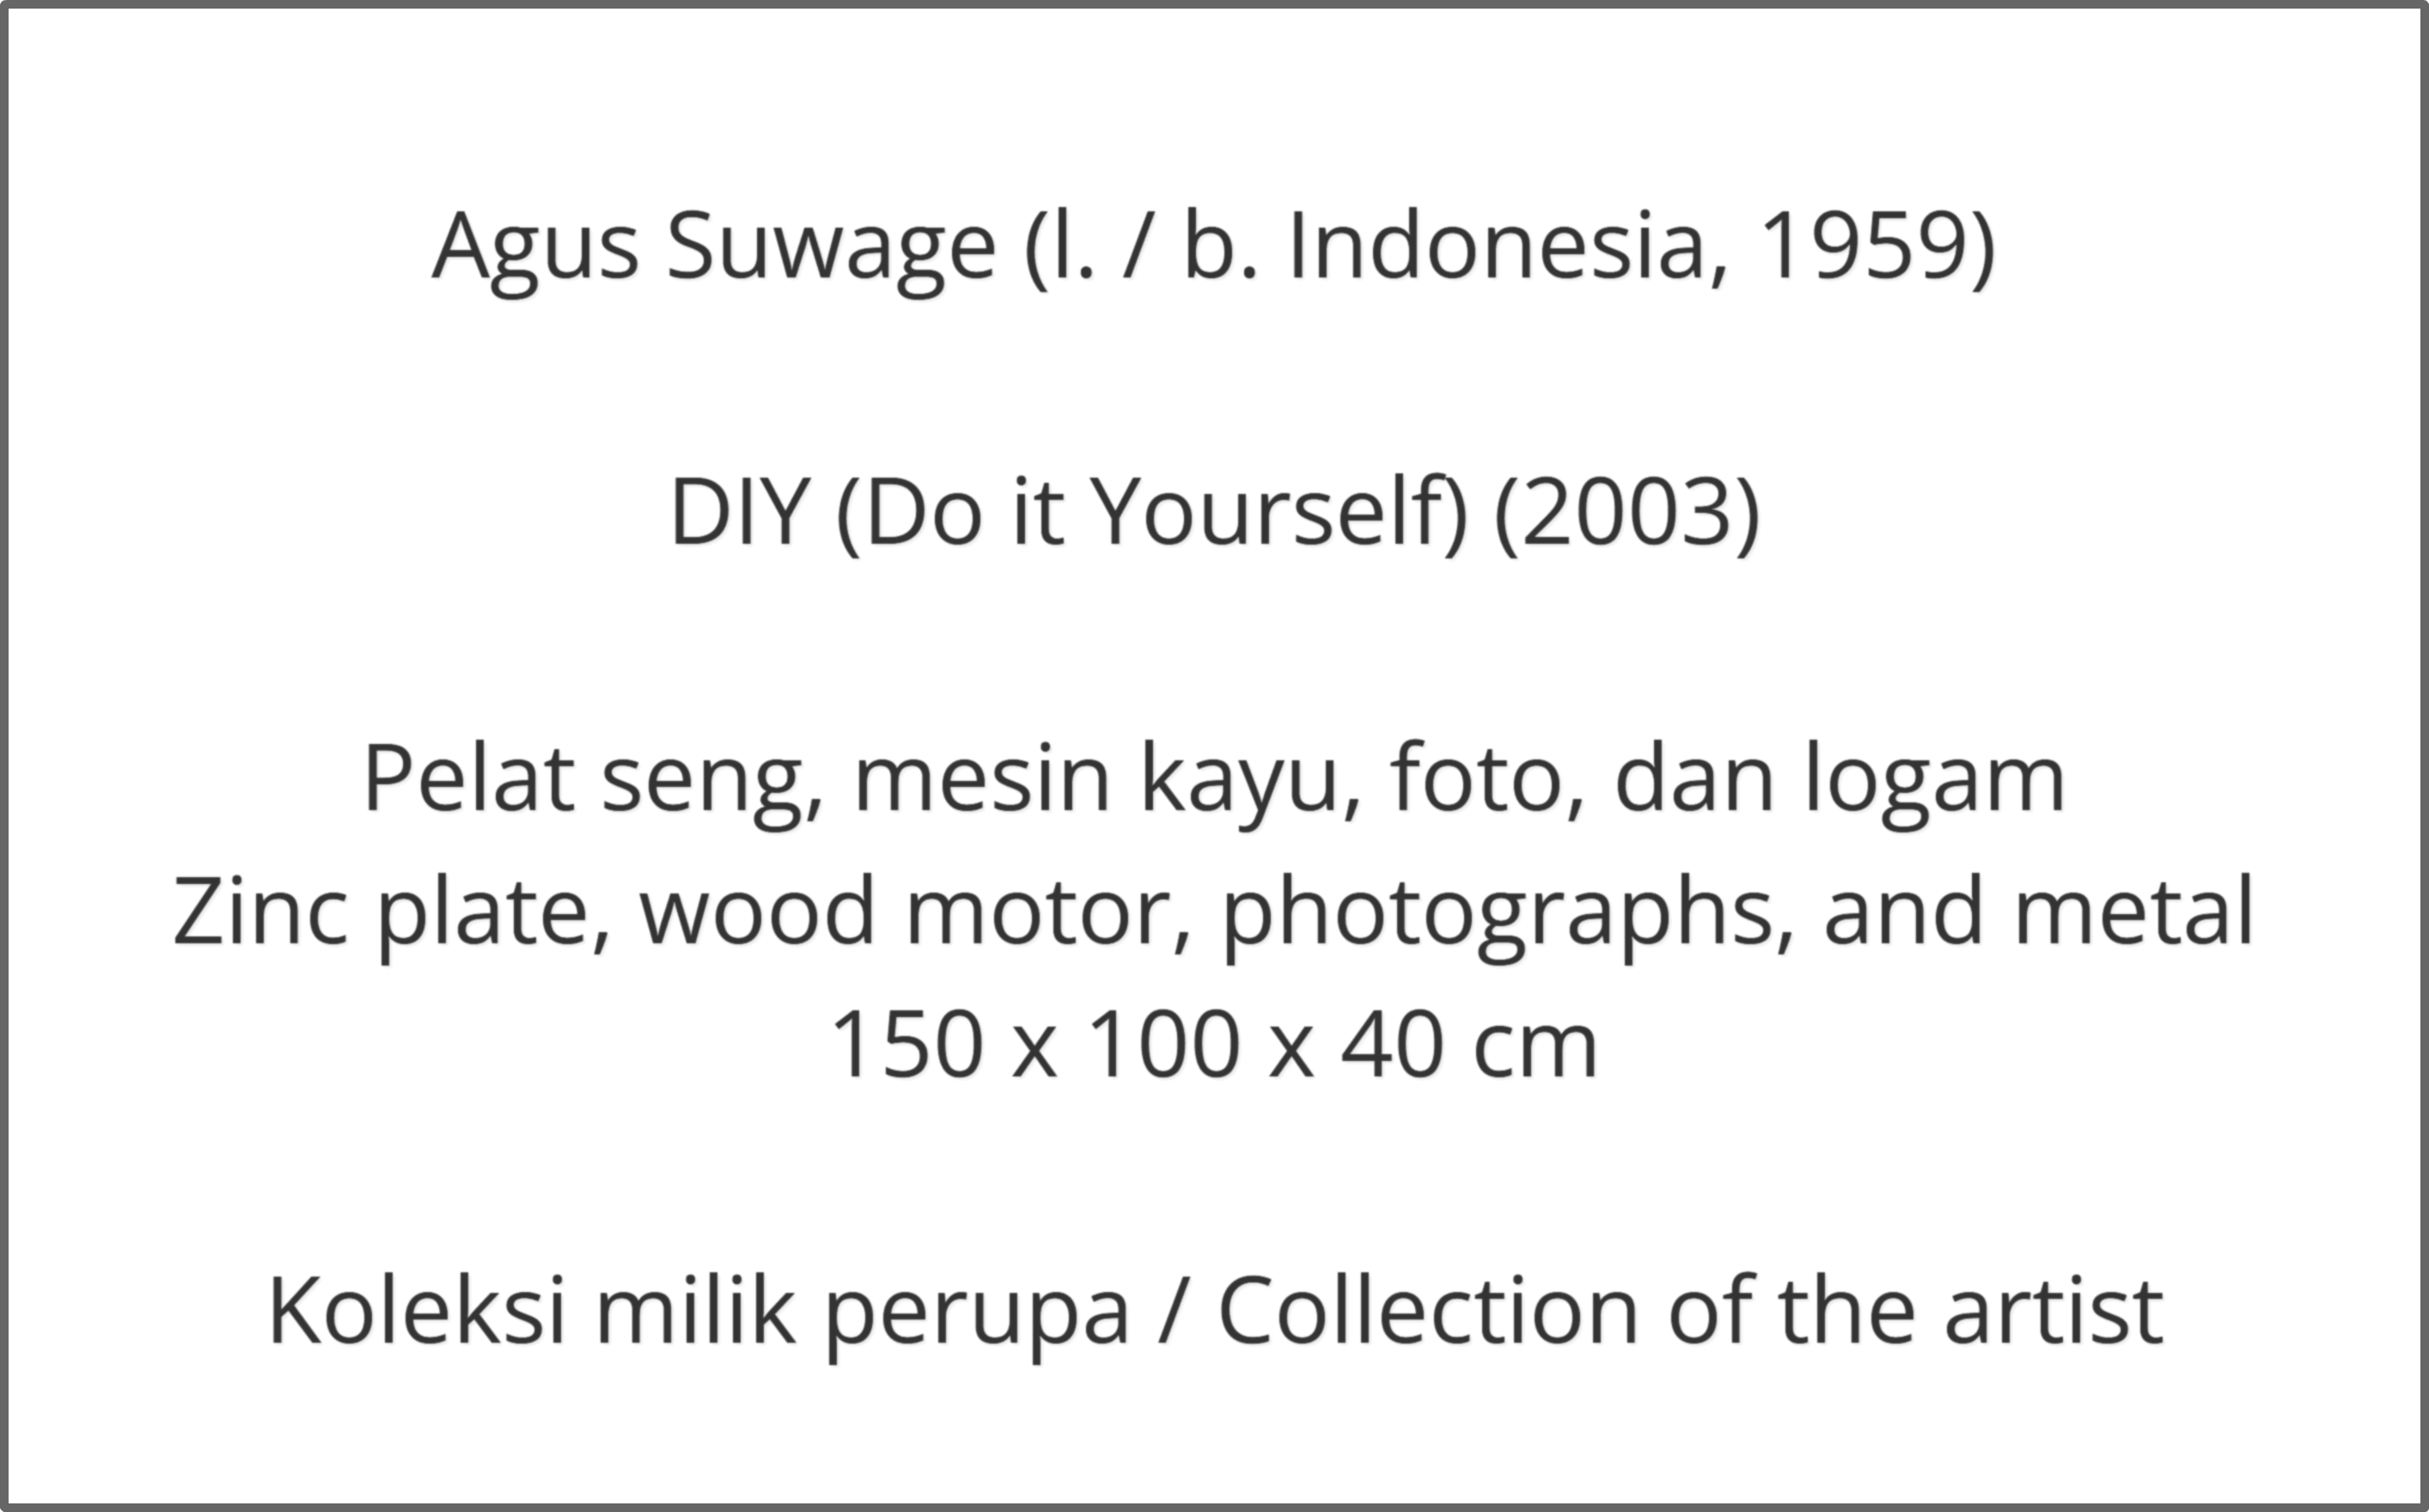 Agus Suwage (l. / b. Indonesia, 1959)
DIY (Do it Yourself) (2003)
Pelat seng, mesin kayu, foto, dan logam
Zinc plate, wood motor, photographs, and metal
150 x 100 x 40 cm
Koleksi milik perupa / Collection of the artist